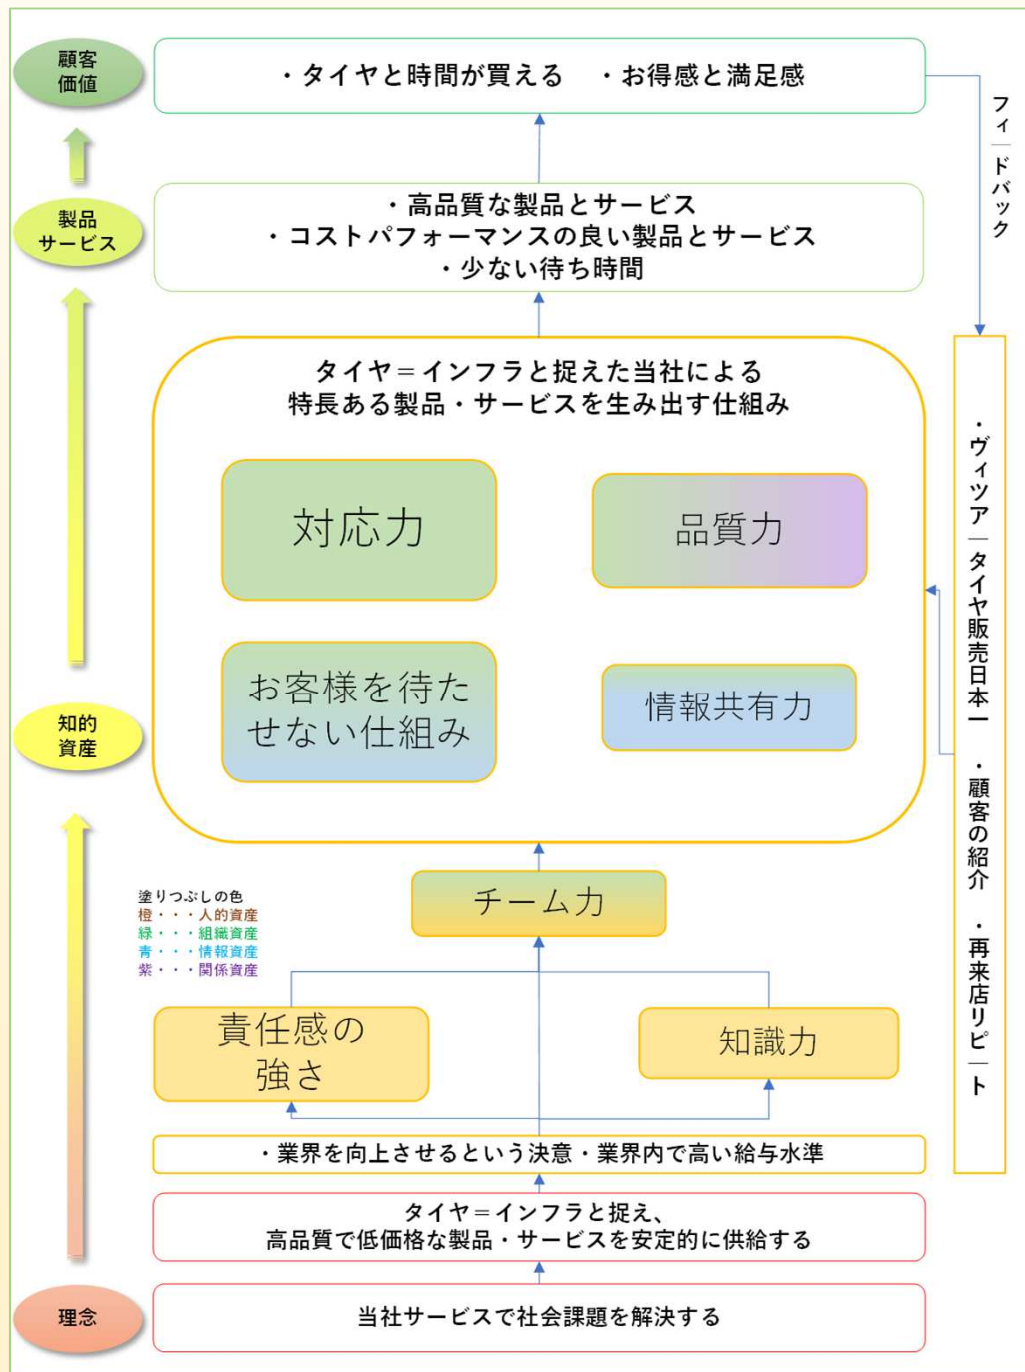 顧客
価値
・タイヤと時間が買える　・お得感と満足感
フィードバック
製品
サービス
・高品質な製品とサービス
・コストパフォーマンスの良い製品とサービス
・少ない待ち時間
タイヤ＝インフラと捉えた当社による
特長ある製品・サービスを生み出す仕組み
対応力
品質力
お客様を待た
せない仕組み
情報共有力
・ヴィツァータイヤ販売日本一　・顧客の紹介　・再来店リピート
知的
資産
チーム力
塗りつぶしの色
橙・・・人的資産
緑・・・組織資産
青・・・情報資産
紫・・・関係資産
責任感の
強さ
知識力
・業界を向上させるという決意・業界内で高い給与水準
タイヤ＝インフラと捉え、
高品質で低価格な製品・サービスを安定的に供給する
理念
当社サービスで社会課題を解決する